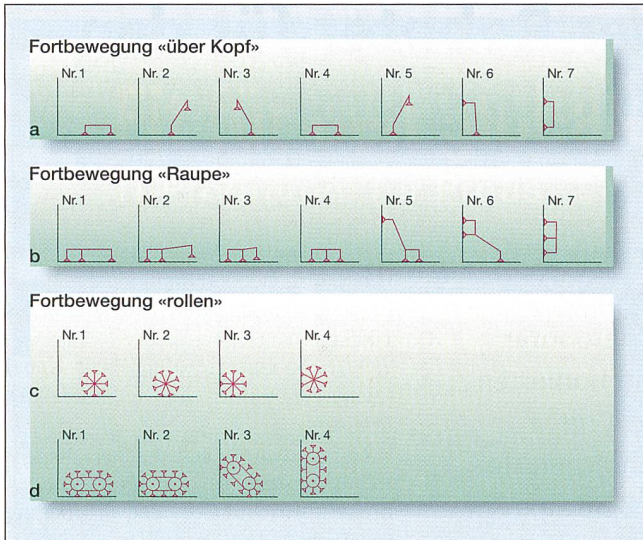 Fortbewegung «über Kopf»
Nr. 1 Nr. 2 Nr. 3 Nr. 4 Nr. 5 Nr. 6 Nr. 7
a
Fortbewegung «Raupe»
Nr. 1 Nr. 2 Nr. 3 Nr. 4 Nr. 5 Nr. 6 Nr. 7
b
Fortbewegung «rollen»
Nr. 1 Nr. 2 Nr. 3 Nr. 4
c
Nr. 1 Nr. 2 Nr. 3 Nr. 4
d